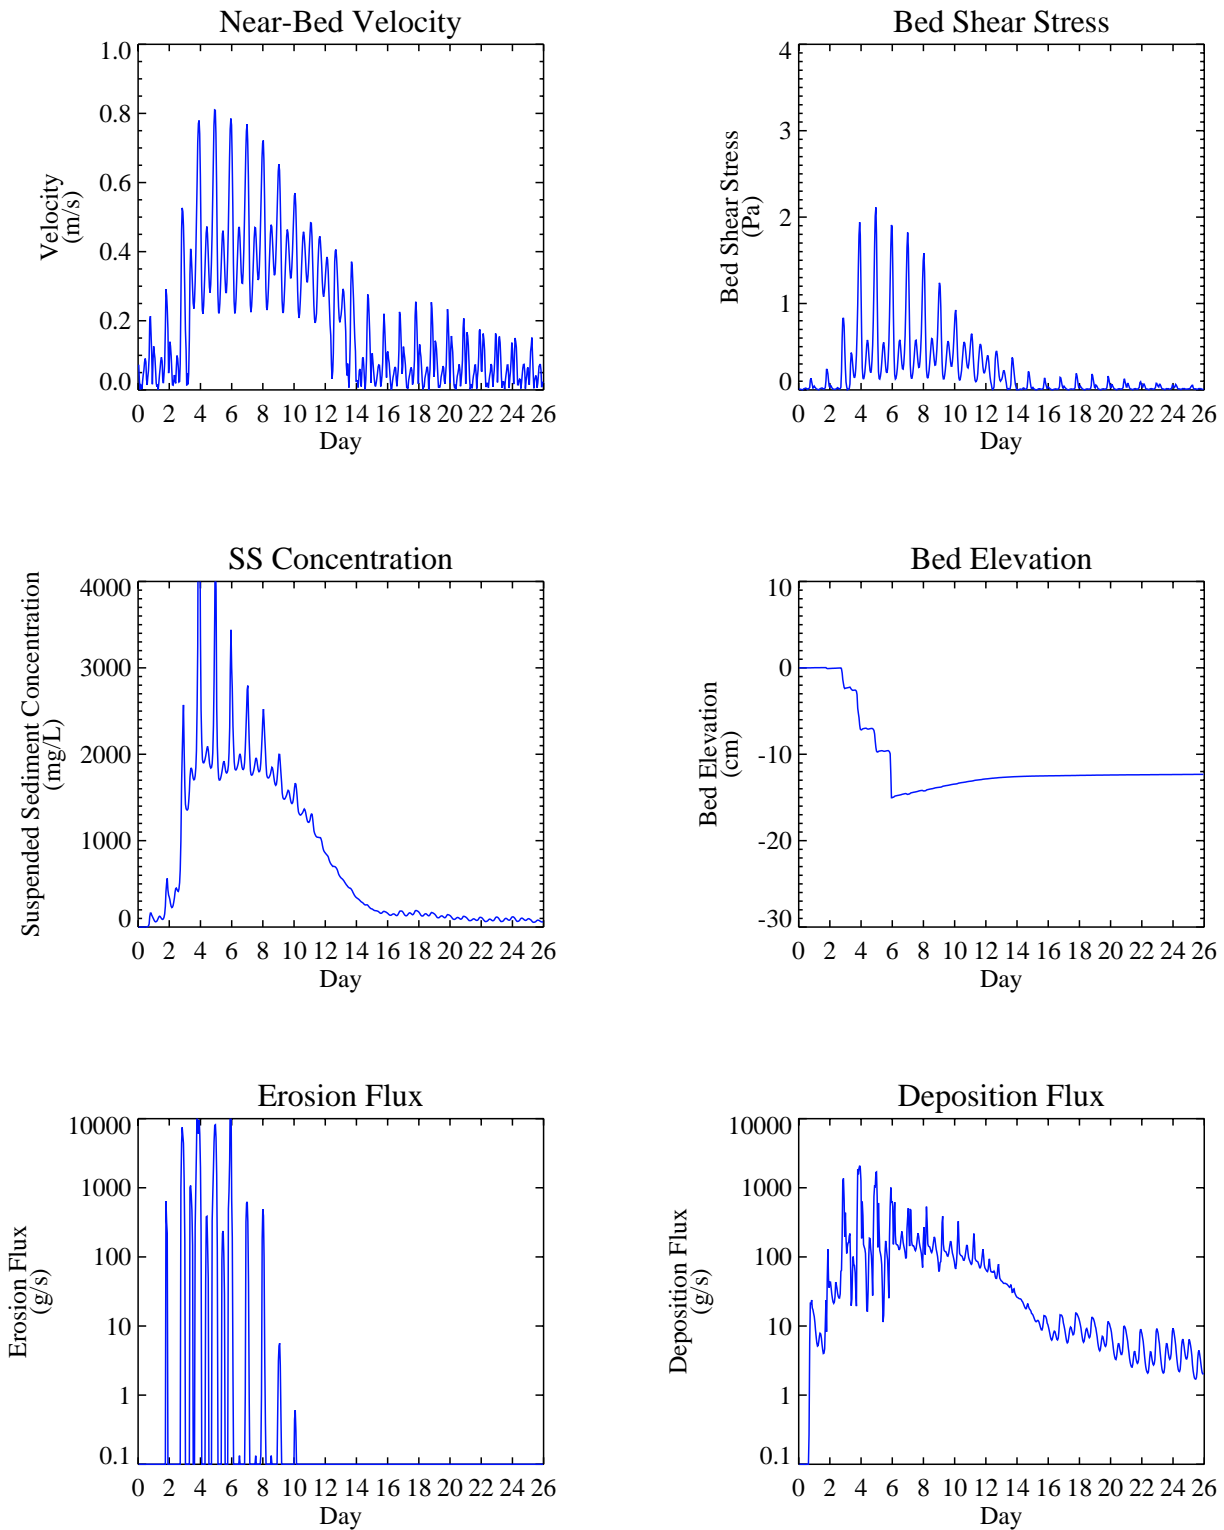 Near-Bed Velocity
1.0
0.8
0.6
0.4
0.2
0.0
Velocity
(m/s)
0 2 4 6 8 10 12 14 16 18 20 22 24 26
Day
Bed Shear Stress
4
3
2
1
0
Bed Shear Stress
(Pa)
0 2 4 6 8 10 12 14 16 18 20 22 24 26
Day
SS Concentration
4000
3000
2000
1000
0
Suspended Sediment Concentration
(mg/L)
0 2 4 6 8 10 12 14 16 18 20 22 24 26
Day
Bed Elevation
10
0
-10
-20
-30
Bed Elevation
(cm)
0 2 4 6 8 10 12 14 16 18 20 22 24 26
Day
Erosion Flux
10000
1000
100
10
1
0.1
Erosion Flux
(g/s)
0 2 4 6 8 10 12 14 16 18 20 22 24 26
Day
Deposition Flux
10000
1000
100
10
1
0.1
Deposition Flux
(g/s)
0 2 4 6 8 10 12 14 16 18 20 22 24 26
Day